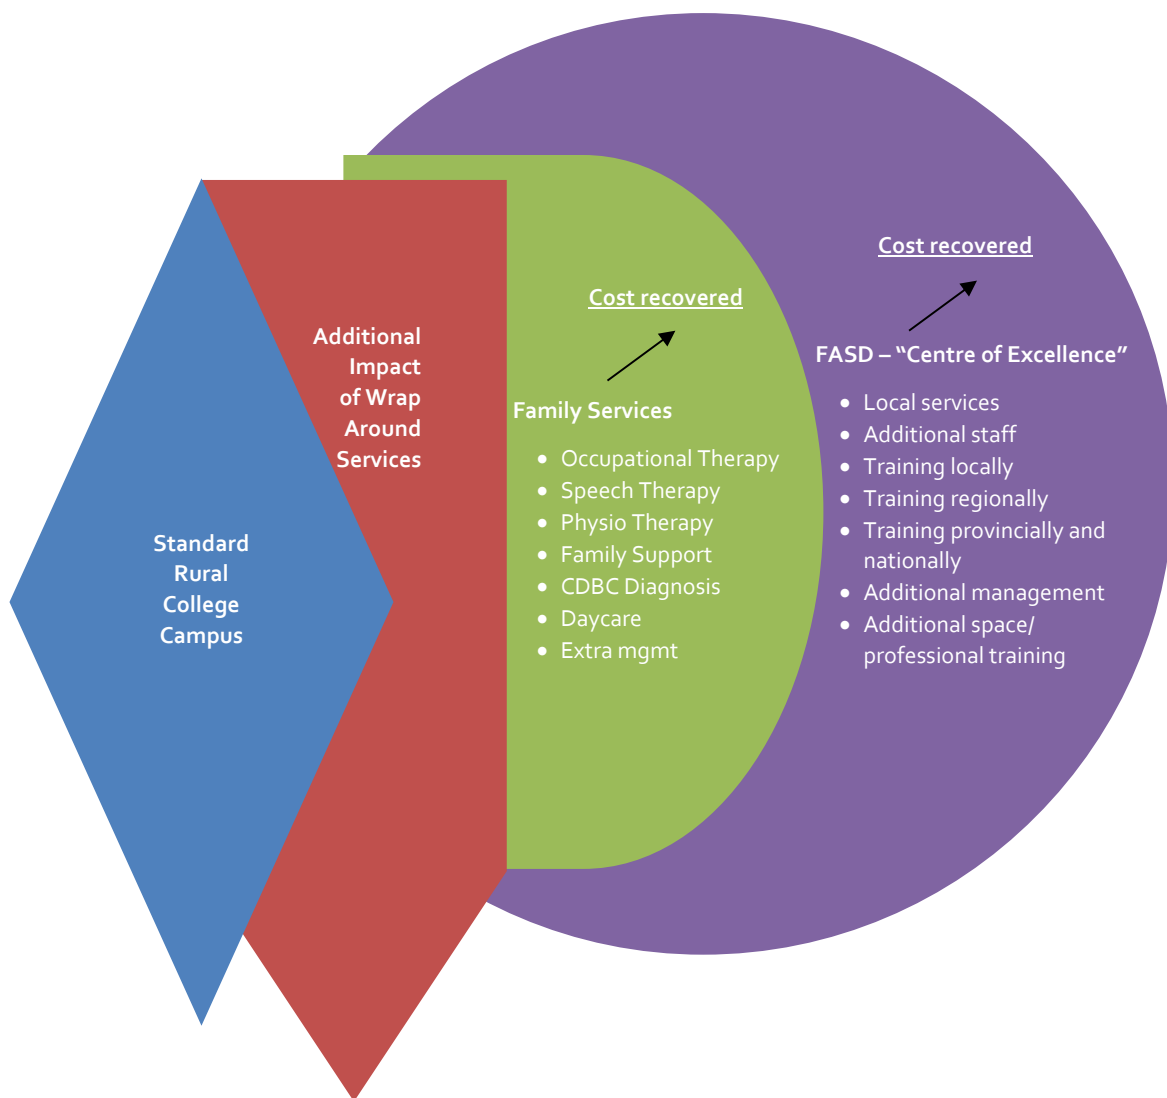 Standard
Rural
College
Campus
Additional
Impact
of Wrap
Around
Services
Cost recovered
Family Services
• Occupational Therapy
• Speech Therapy
• Physio Therapy
• Family Support
• CDBC Diagnosis
• Daycare
• Extra mgmt
Cost recovered
FASD – “Centre of Excellence”
• Local services
• Additional staff
• Training locally
• Training regionally
• Training provincially and
nationally
• Additional management
• Additional space/
professional training